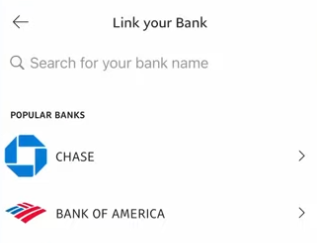 Link your Bank
Search for your bank name
POPULAR BANKS
CHASE
BANK OF AMERICA